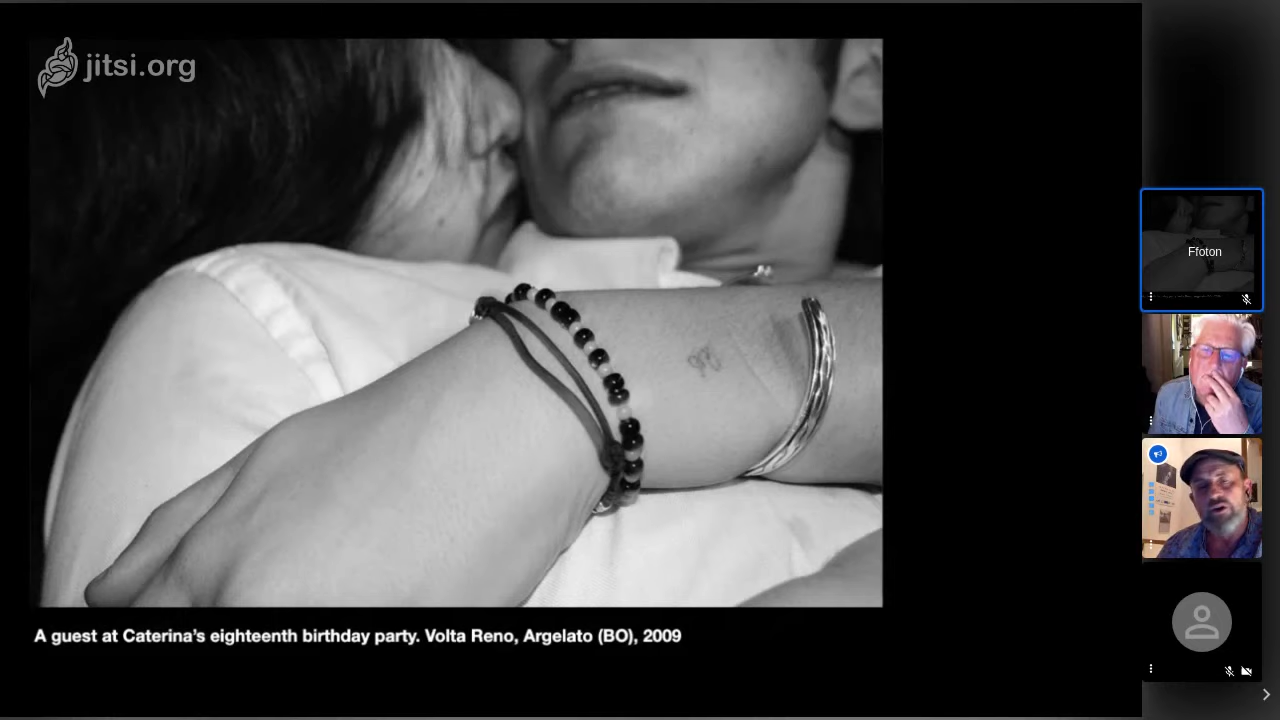 jitsi.org
Ffoton
A guest at Caterina’s eighteenth birthday party. Volta Reno, Argelato (BO), 2009